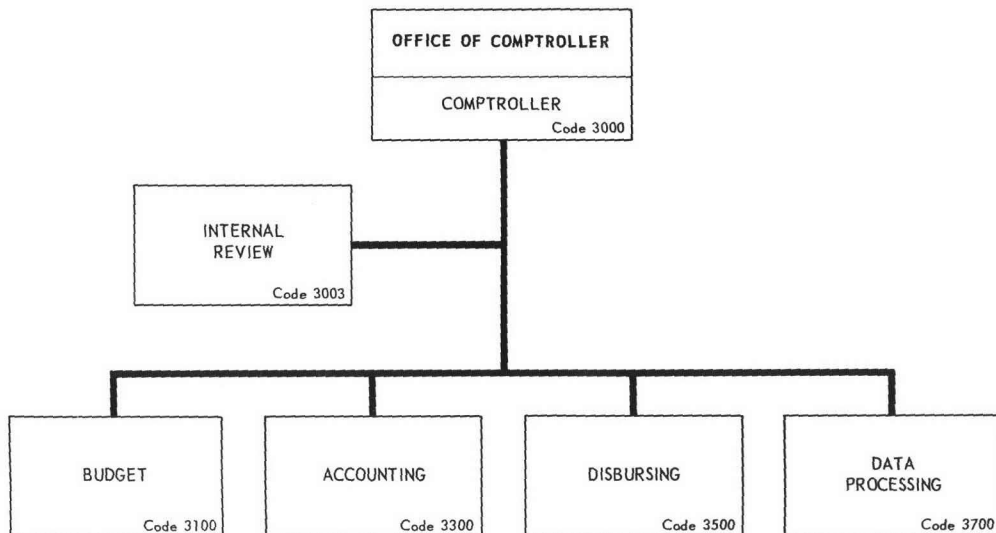 OFFICE OF COMPTROLLER
COMPTROLLER
Code 3000
INTERNAL
REVIEW
Code 3003
BUDGET
Code 3100
ACCOUNTING
Code 3300
DISBURSING
Code 3500
DATA
PROCESSING
Code 3700